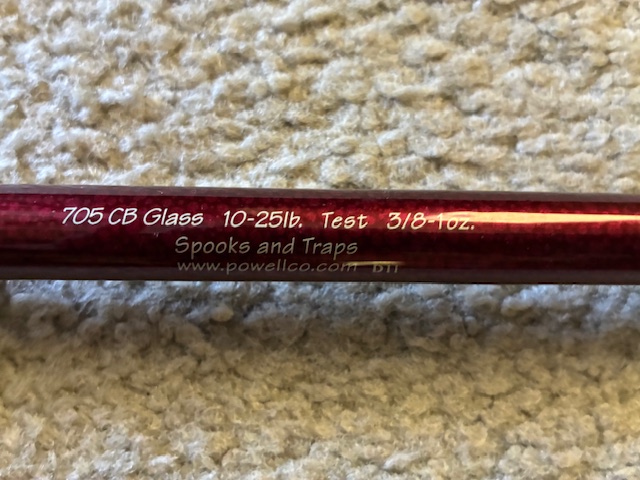 705 CB Glass 10-25lb. Test 3/8-1oz.
Spooks and Traps
www.powellco.com